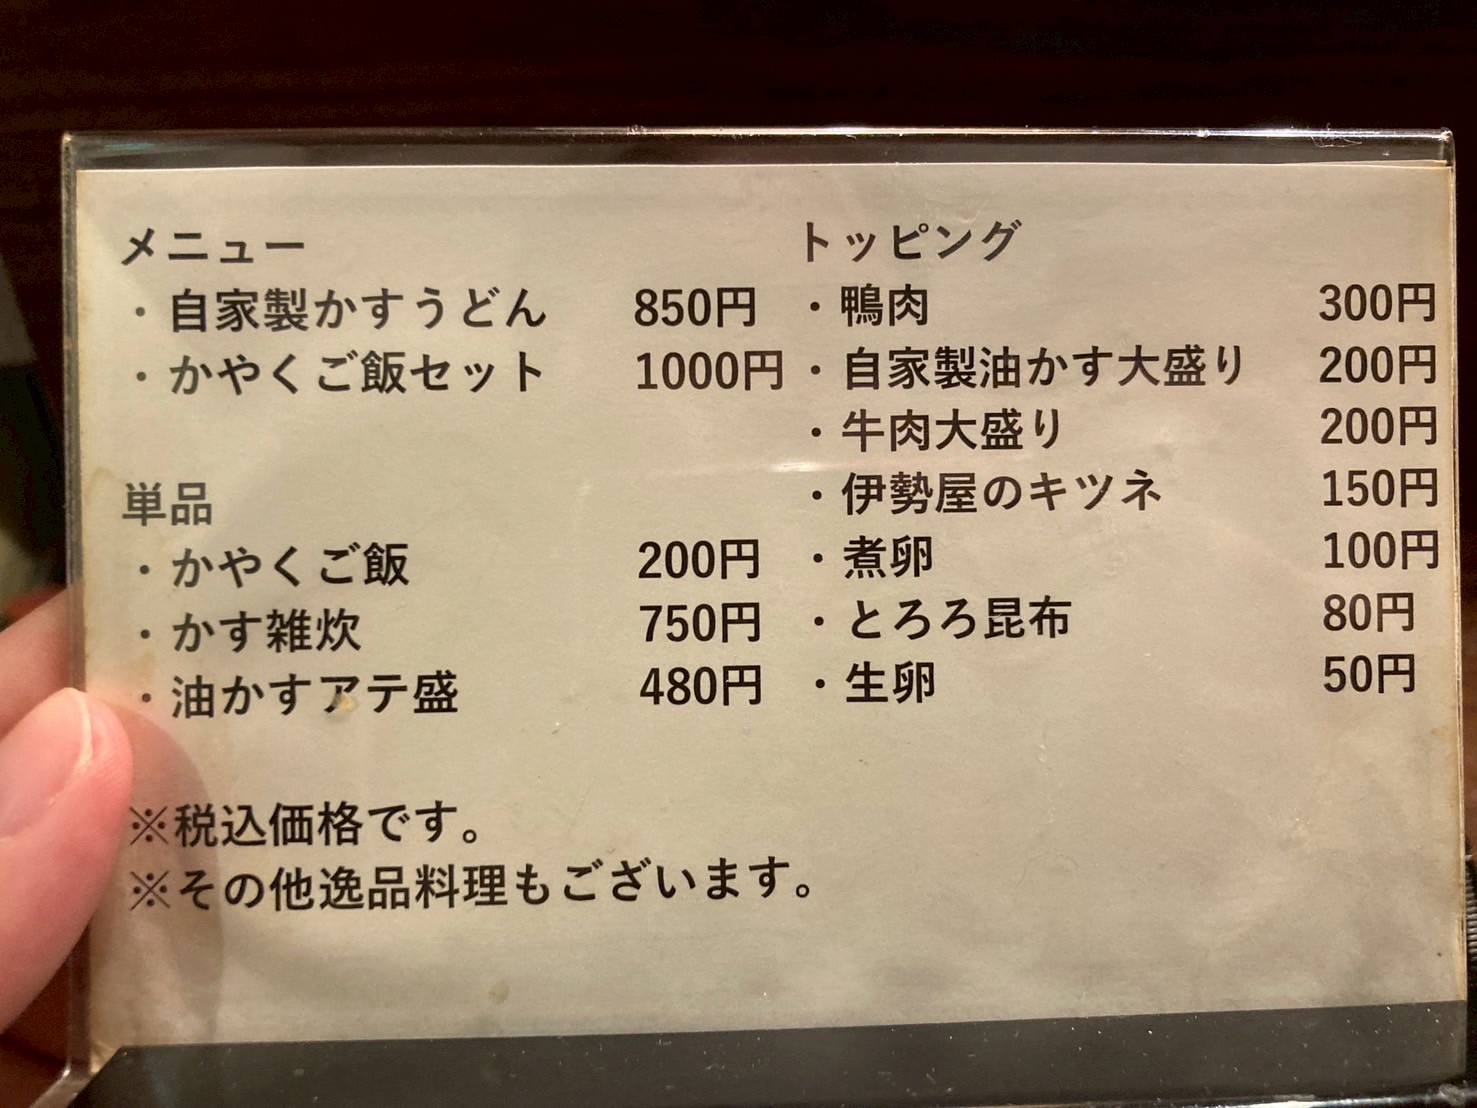 メニュー
・自家製かすうどん 850円
・かやくご飯セット 1000円
単品
・かやくご飯 200円
・かす雑炊 750円
・油かすアテ盛 480円
※税込価格です。
※その他逸品料理もございます。
トッピング
・鴨肉 300円
・自家製油かす大盛り 200円
・牛肉大盛り 200円
・伊勢屋のキツネ 150円
・煮卵 100円
・とろろ昆布 80円
・生卵 50円